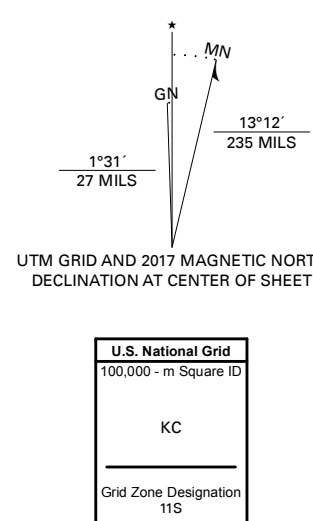 ★
MN
GN
13°12´
235 MILS
1°31´
27 MILS
UTM GRID AND 2017 MAGNETIC NORT
DECLINATION AT CENTER OF SHEET
U.S. National Grid
100,000 - m Square ID
KC
Grid Zone Designation
11S